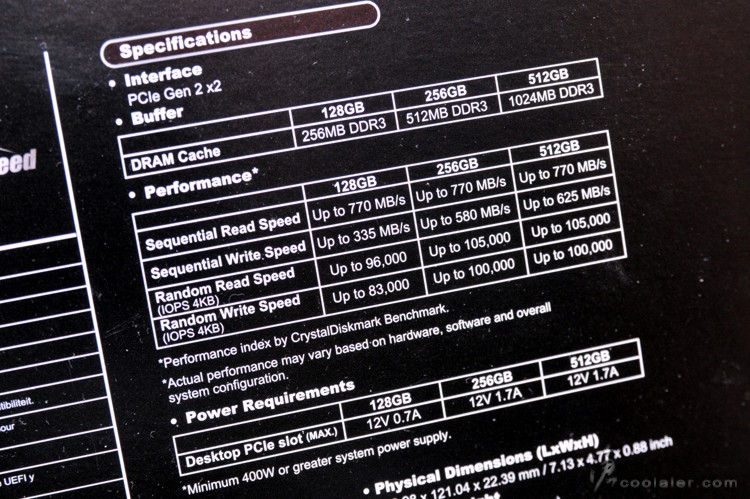 Specifications
• Interface
PCIe Gen 2 x2
• Buffer
128GB 256GB 512GB
DRAM Cache 256MB DDR3 512MB DDR3 1024MB DDR3
• Performance*
128GB 256GB 512GB
Sequential Read Speed Up to 770 MB/s Up to 770 MB/s Up to 770 MB/s
Sequential Write Speed Up to 335 MB/s Up to 580 MB/s Up to 625 MB/s
Random Read Speed (IOPS 4KB) Up to 96,000 Up to 105,000 Up to 105,000
Random Write Speed (IOPS 4KB) Up to 83,000 Up to 100,000 Up to 100,000
*Performance index by CrystalDiskmark Benchmark.
*Actual performance may vary based on hardware, software and overall
system configuration.
• Power Requirements
128GB 256GB 512GB
Desktop PCIe slot (MAX.) 12V 0.7A 12V 1.7A 12V 1.7A
*Minimum 400W or greater system power supply.
• Physical Dimensions (LxWxH)
x 121.04 x 22.39 mm / 7.13 x 4.77 x 0.88 inch
eed
tibiliteit.
our
UEFI y
coolaler.com